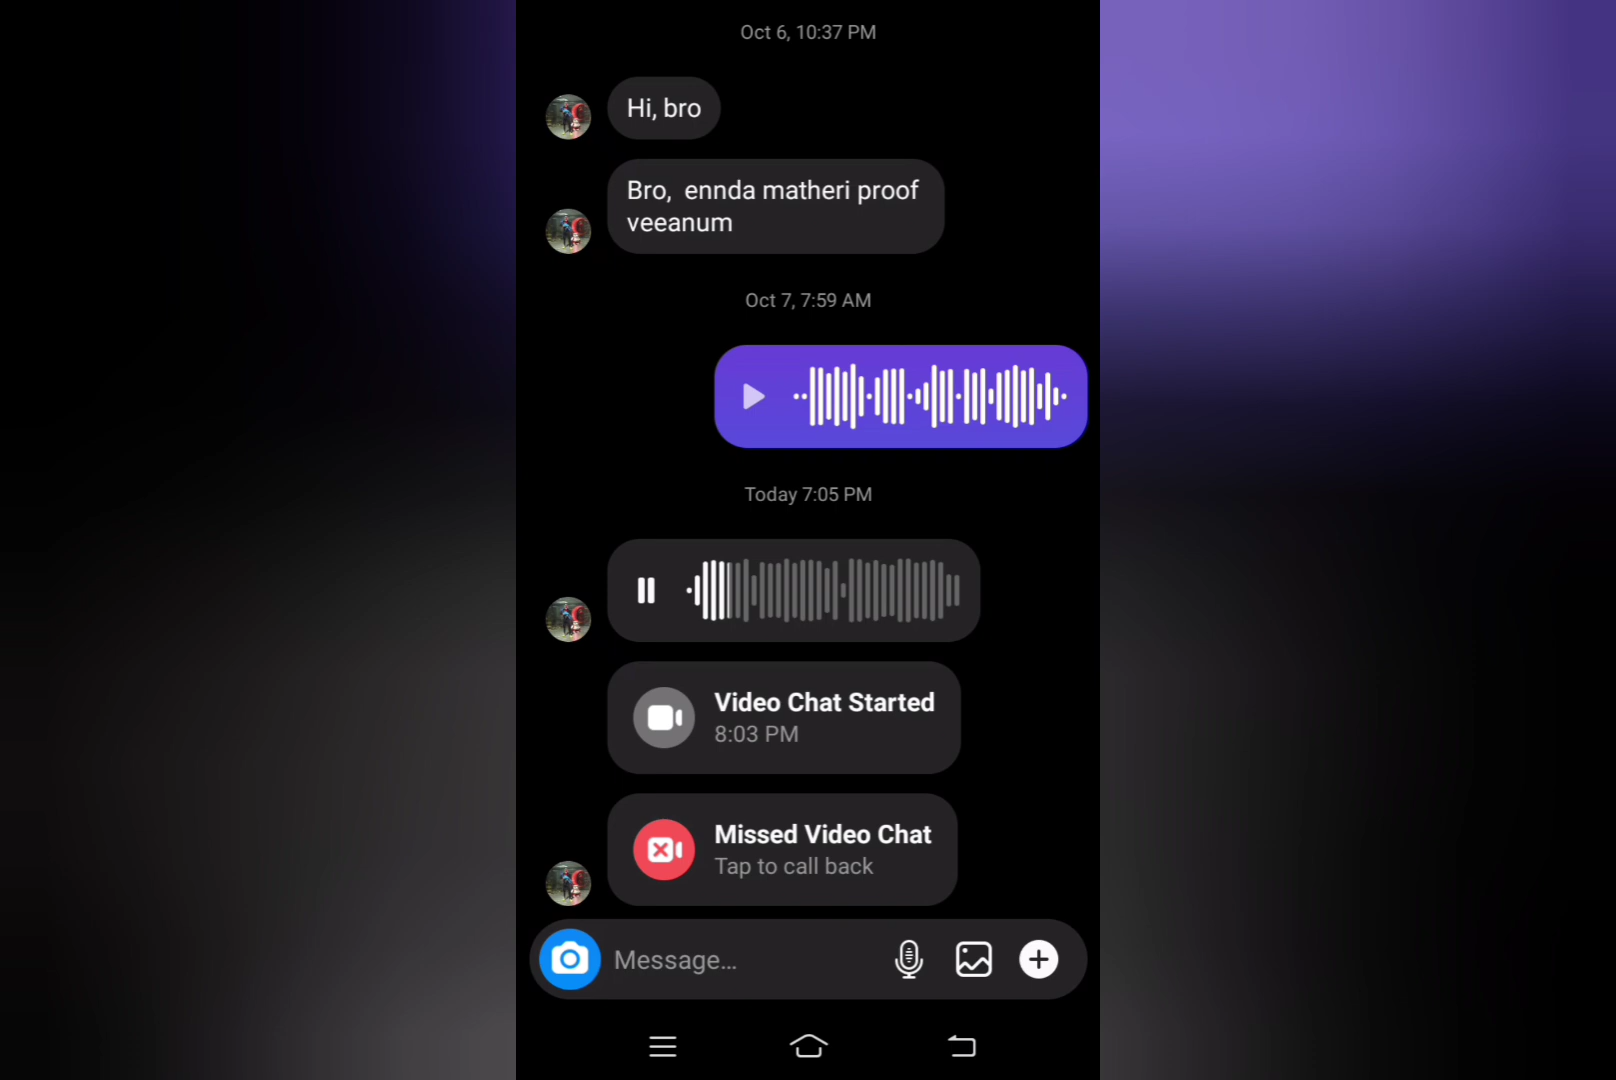 Oct 6, 10:37 PM
Hi, bro
Bro,  ennda matheri proof
veeanum
Oct 7, 7:59 AM
Today 7:05 PM
Video Chat Started
8:03 PM
Missed Video Chat
Tap to call back
Message...